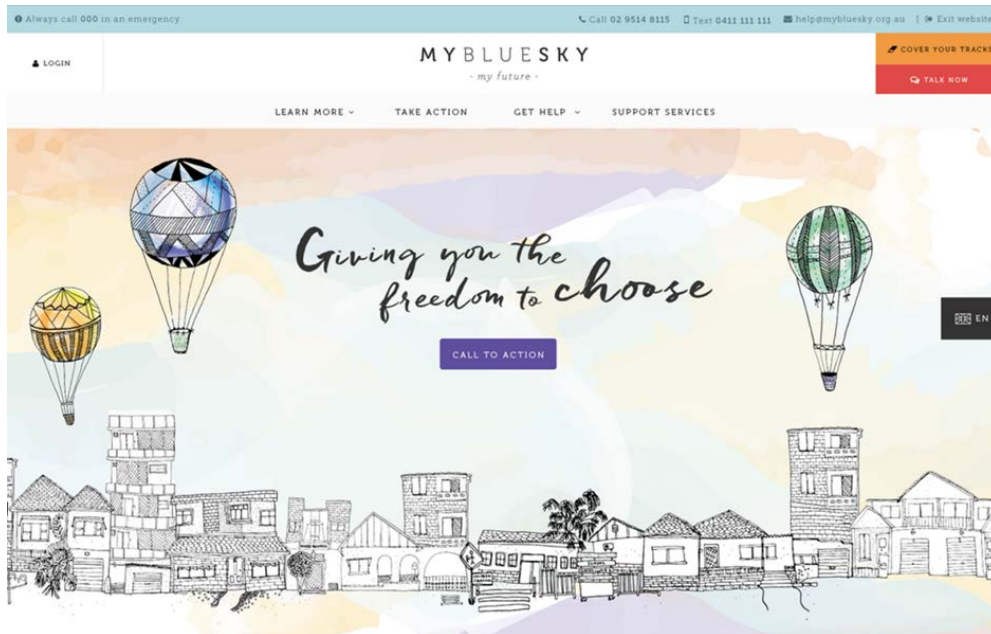 Always call 000 in an emergency
Call 02 9514 8115 Text 0411 111 111 help@mybluesky.org.au | Exit website
LOGIN
MYBLUESKY
- my future -
COVER YOUR TRACKS
TALK NOW
LEARN MORE TAKE ACTION GET HELP SUPPORT SERVICES
Giving you the
freedom to choose
CALL TO ACTION
EN